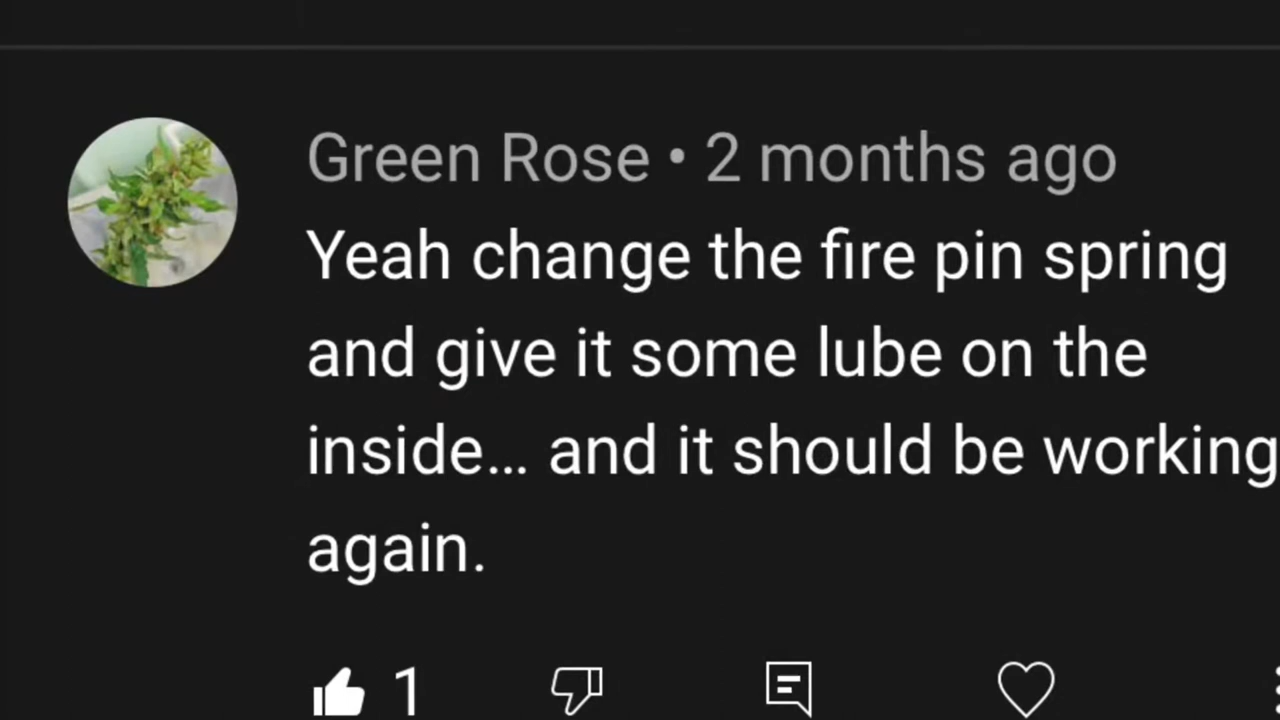 Green Rose • 2 months ago
Yeah change the fire pin spring
and give it some lube on the
inside... and it should be working
again.
1